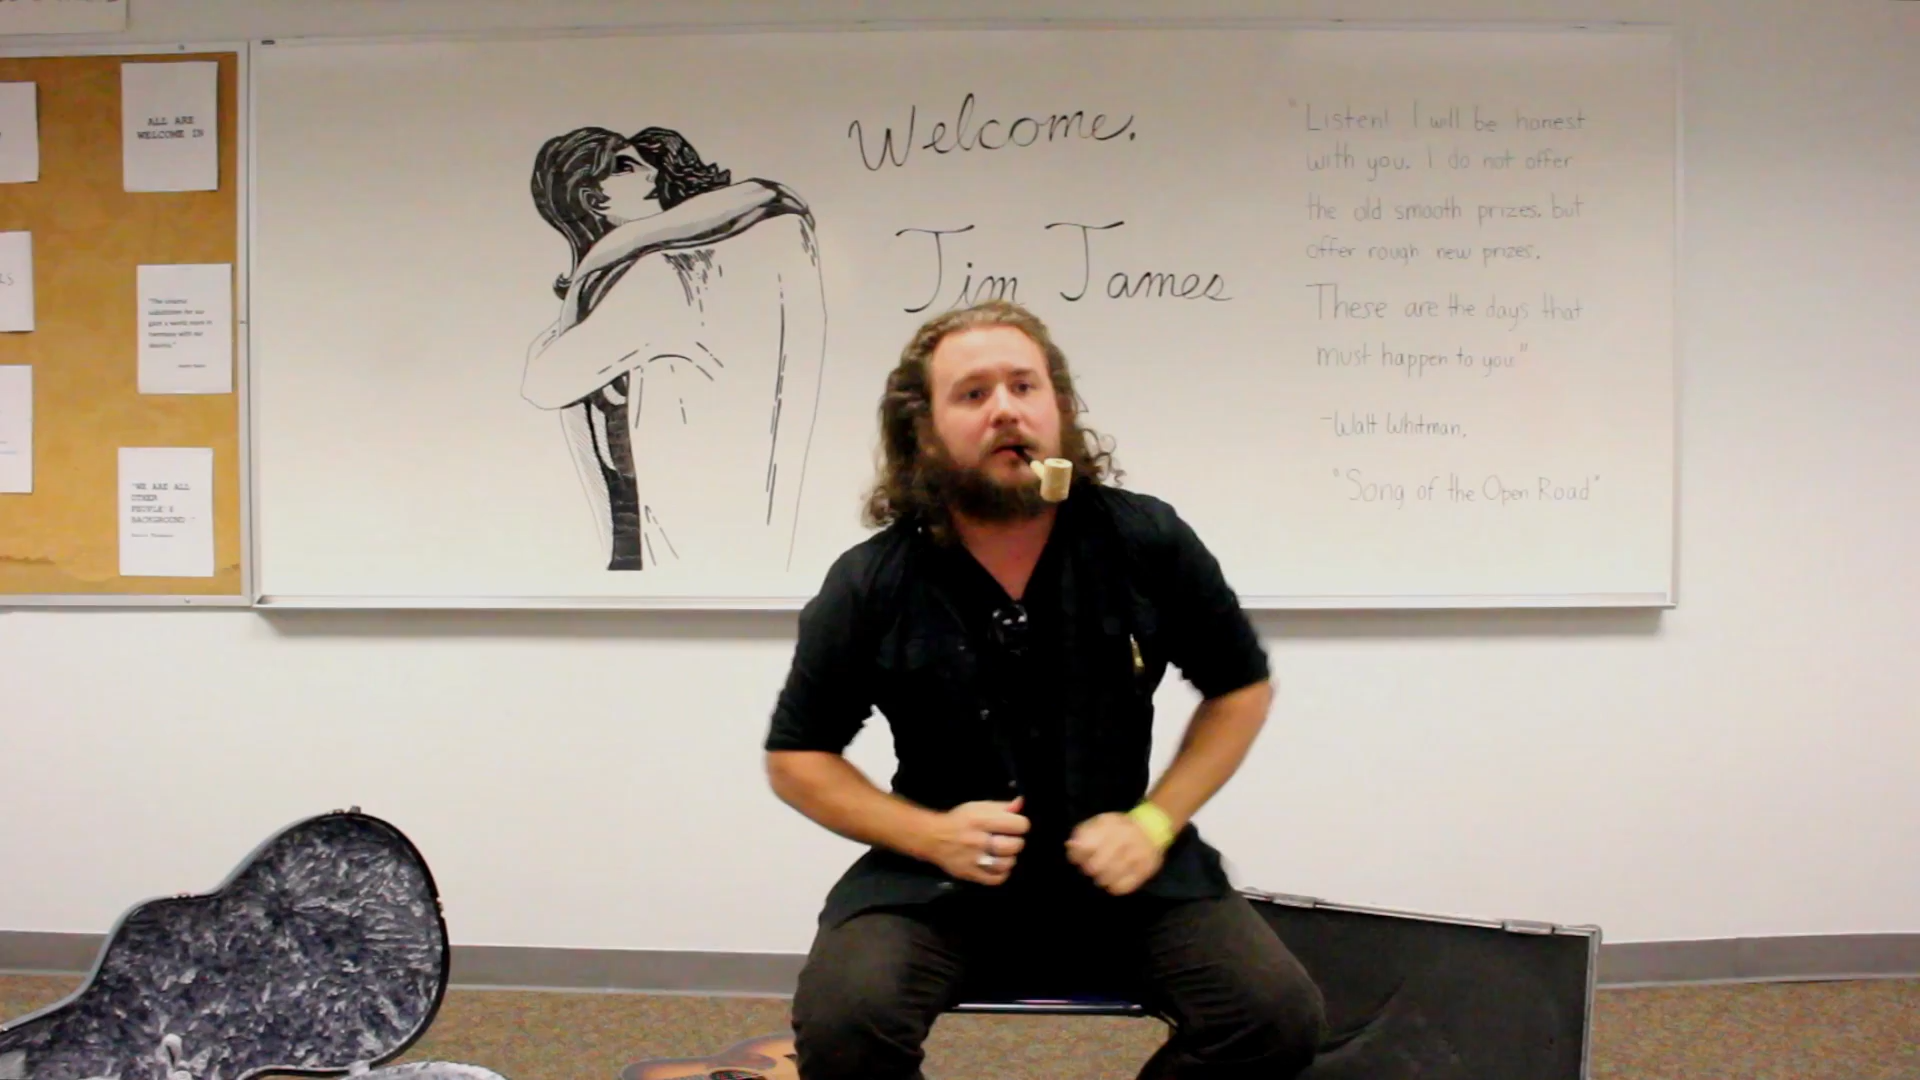 ALL ARE
WELCOME IN
"WE ARE ALL
OTHER
PEOPLE'S
BACKGROUND."
Welcome.
Jim James
"Listen! I will be honest
with you. I do not offer
the old smooth prizes, but
offer rough new prizes.
These are the days that
must happen to you"
-Walt Whitman,
"Song of the Open Road"